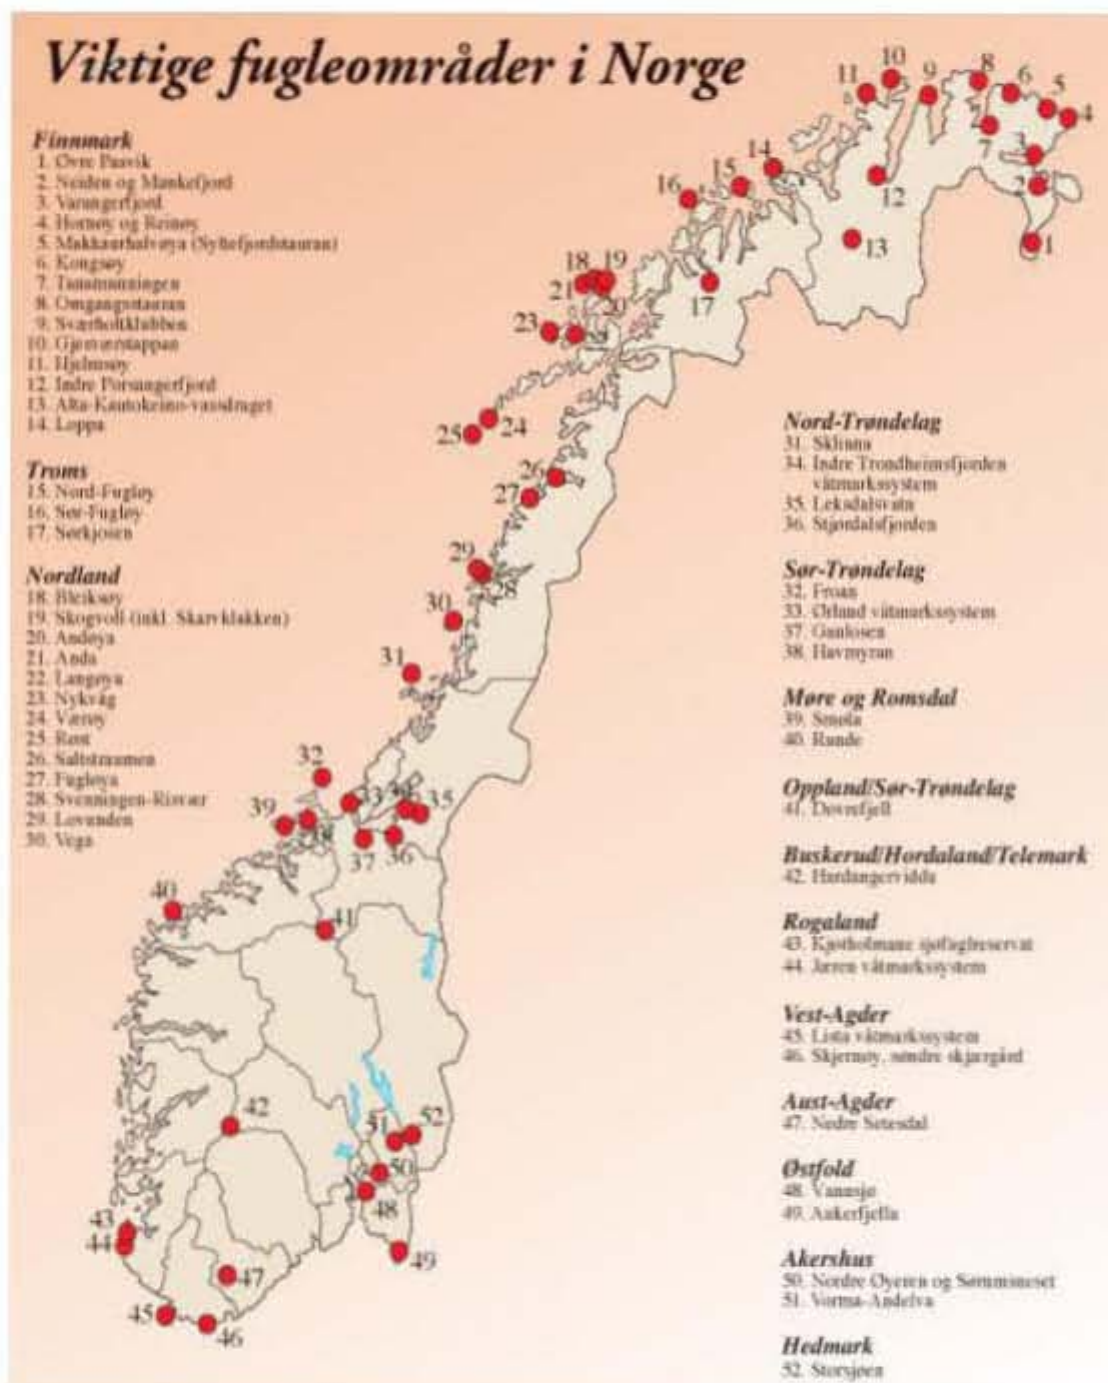 Viktige fugleområder i Norge
Finnmark
1. Øvre Pasvik
2. Neiden og Munkefjord
3. Varangerfjord
4. Hornøy og Reinøy
5. Makkaurhalvøya (Syltefjordstauran)
6. Kongsøy
7. Tanamunningen
8. Omgangsstauran
9. Sværholtklubben
10. Gjesværstappan
11. Hjelmsøy
12. Indre Porsangerfjord
13. Alta-Kautokeino-vassdraget
14. Loppa
Troms
15. Nord-Fugløy
16. Sør-Fugløy
17. Sørkjosen
Nordland
18. Bleiksøy
19. Skogvoll (inkl. Skarvklakken)
20. Andøya
21. Anda
22. Langøya
23. Nykvåg
24. Værøy
25. Røst
26. Saltstraumen
27. Fugløya
28. Svenningen-Risvær
29. Lovunden
30. Vega
Nord-Trøndelag
31. Sklinna
34. Indre Trondheimsfjorden
våtmarkssystem
35. Leksdalsvatn
36. Stjørdalsfjorden
Sør-Trøndelag
32. Froan
33. Ørland våtmarkssystem
37. Gaulosen
38. Havmyran
Møre og Romsdal
39. Smøla
40. Runde
Oppland/Sør-Trøndelag
41. Dovrefjell
Buskerud/Hordaland/Telemark
42. Hardangervidda
Rogaland
43. Kjørholmane sjøfuglreservat
44. Jæren våtmarkssystem
Vest-Agder
45. Lista våtmarkssystem
46. Skjernøy, søndre skjærgård
Aust-Agder
47. Nedre Setesdal
Østfold
48. Vannsjø
49.
Akershus
50. Nordre Øyeren og Sørumsneset
51. Vorma-Andelva
Hedmark
52. Storsjøen
10
11
9
8
6
5
4
7
3
2
1
12
13
14
15
16
17
18
19
21
20
23
22
24
25
26
27
29
28
30
31
32
33
34
35
39
38
37
36
40
41
42
51
52
50
48
49
43
44
47
45
46